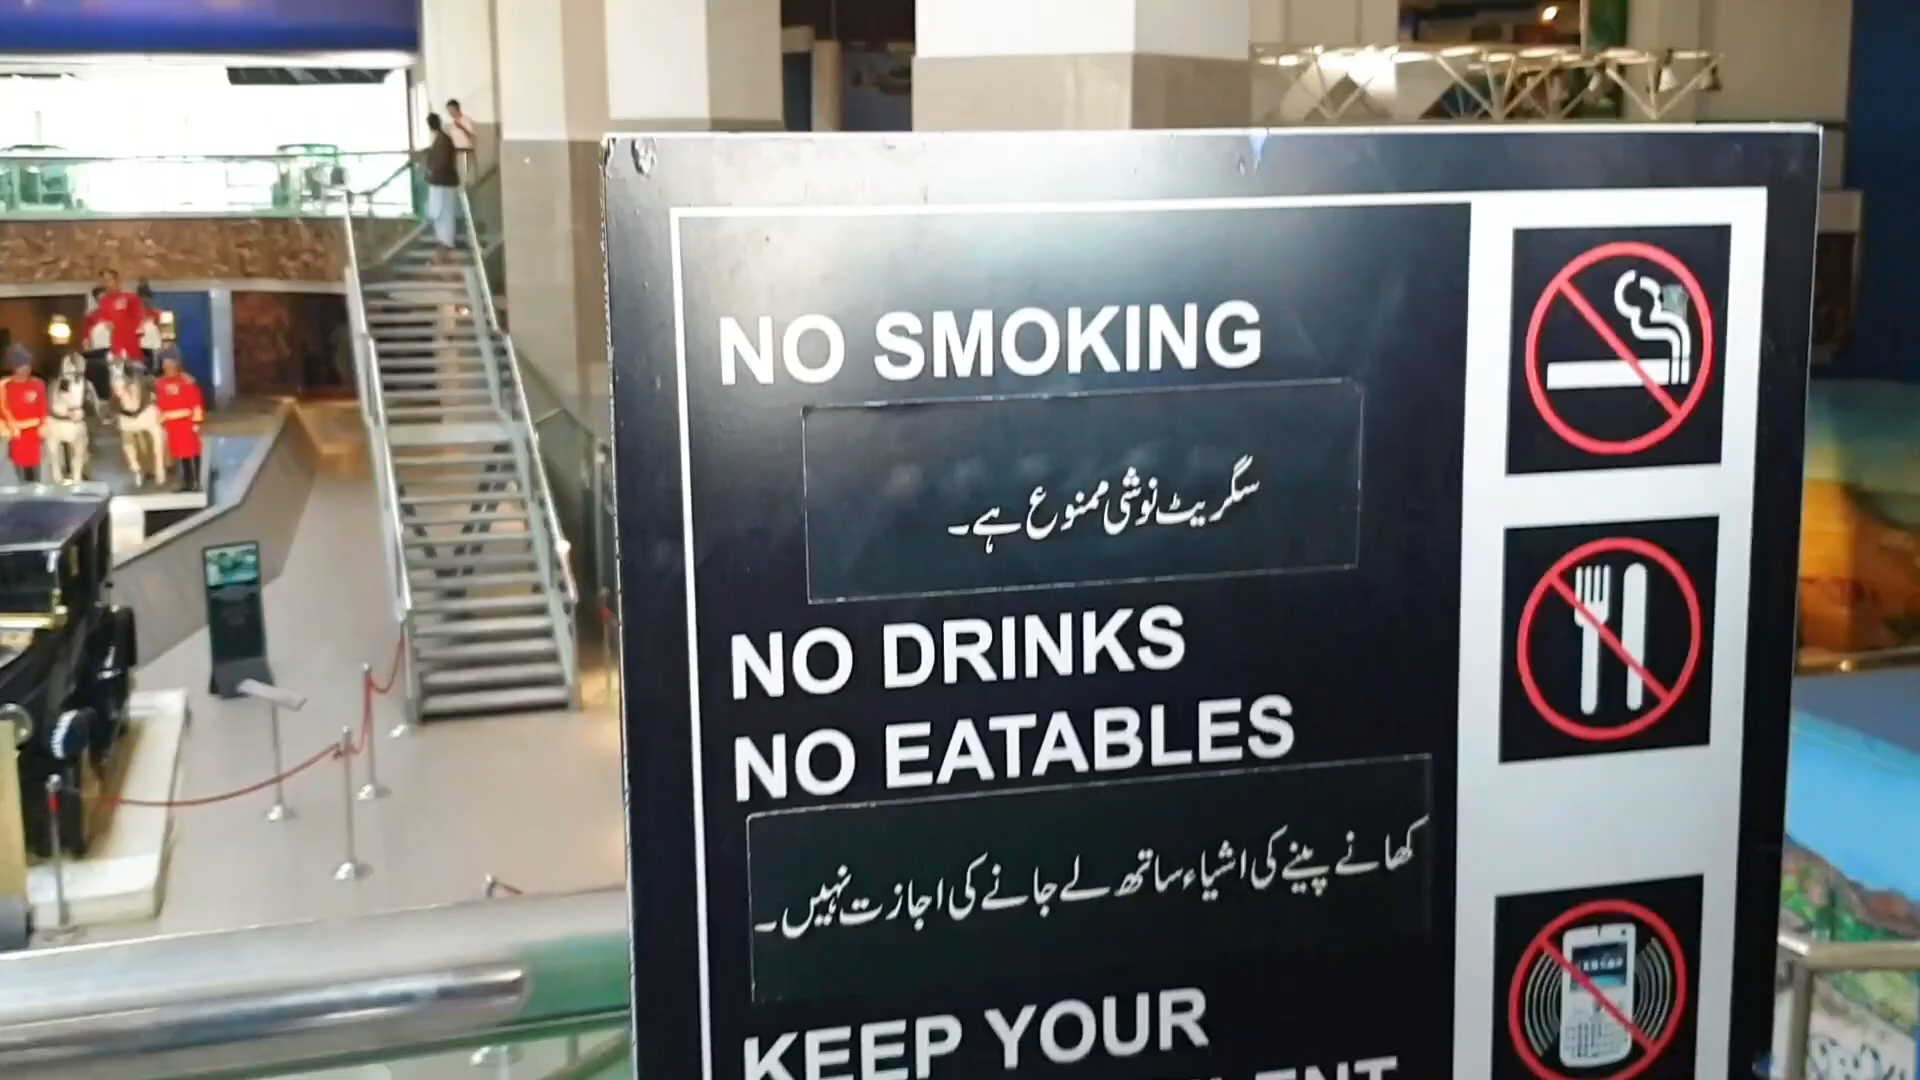 NO SMOKING
سگریٹ نوشی ممنوع ہے۔
NO DRINKS
NO EATABLES
کھانے پینے کی اشیاء ساتھ لے جانے کی اجازت نہیں۔
KEEP YOUR